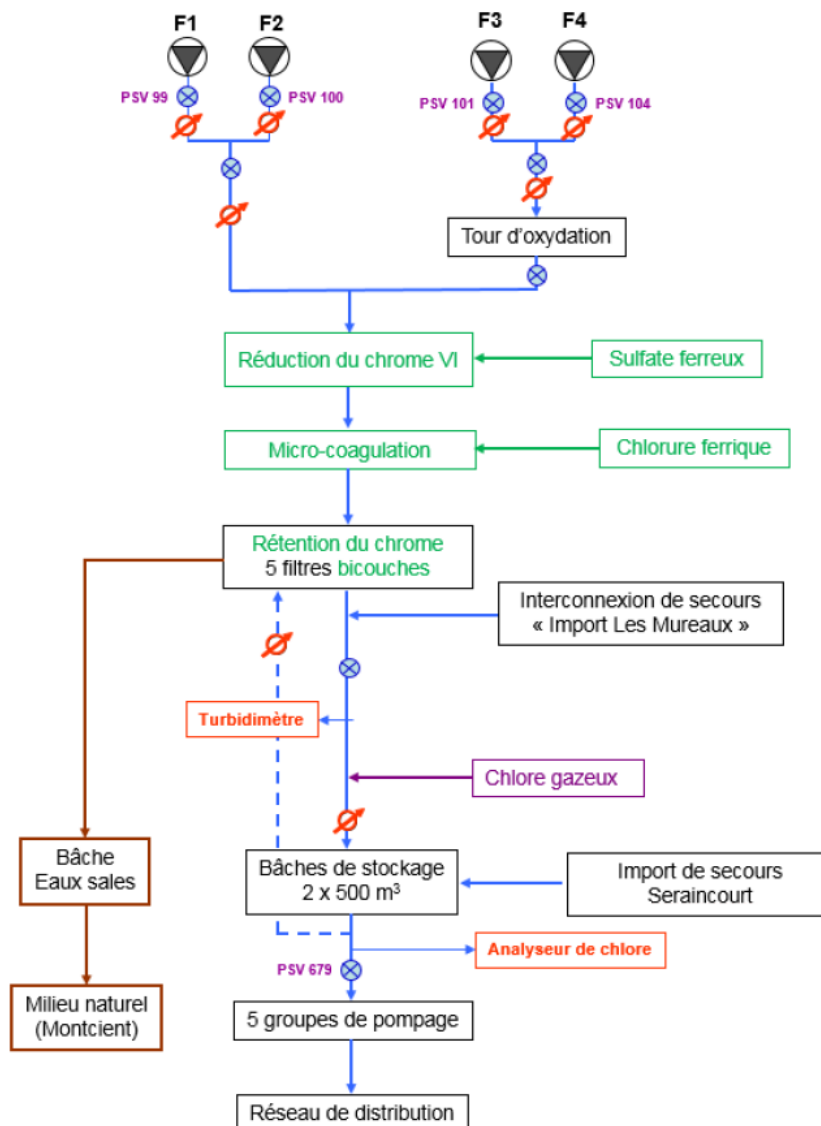 F1
F2
F3
F4
PSV 99
PSV 100
PSV 101
PSV 104
Tour d'oxydation
Réduction du chrome VI
Sulfate ferreux
Micro-coagulation
Chlorure ferrique
Rétention du chrome
5 filtres bicouches
Interconnexion de secours
« Import Les Mureaux »
Turbidimètre
Chlore gazeux
Bâche
Eaux sales
Bâches de stockage
2 x 500 m³
Import de secours
Seraincourt
Analyseur de chlore
PSV 679
Milieu naturel
(Montcient)
5 groupes de pompage
Réseau de distribution